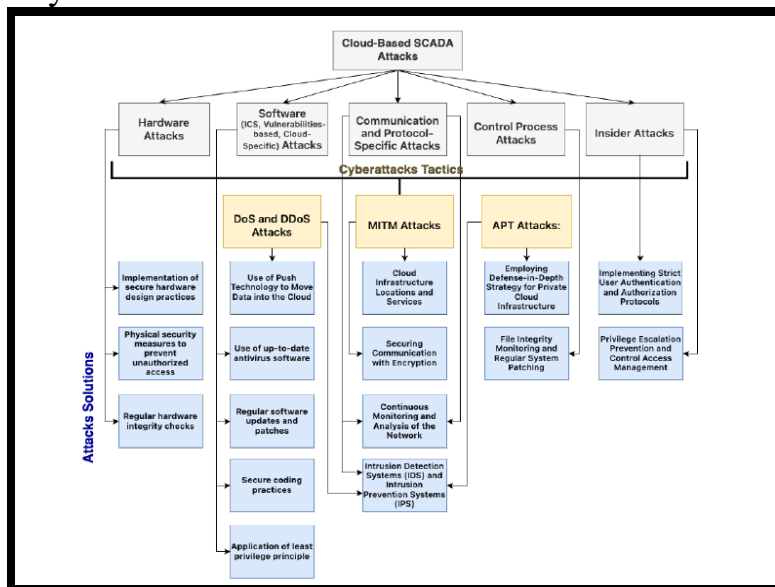 Cloud-Based SCADA
Attacks
Hardware
Attacks
Software
(ICS, Vulnerabilities-
based, Cloud-
Specific) Attacks
Communication
and Protocol-
Specific Attacks
Control Process
Attacks
Insider Attacks
Cyberattacks Tactics
DoS and DDoS
Attacks
MITM Attacks
APT Attacks:
Attacks Solutions
Implementation of
secure hardware
design practices
Use of Push
Technology to Move
Data into the Cloud
Cloud
Infrastructure
Locations and
Services
Employing
Defense-in-Depth
Strategy for Private
Cloud
Infrastructure
Implementing Strict
User Authentication
and Authorization
Protocols
Physical security
measures to
prevent
unauthorized
access
Use of up-to-date
antivirus software
Securing
Communication
with Encryption
File Integrity
Monitoring and
Regular System
Patching
Privilege Escalation
Prevention and
Control Access
Management
Regular hardware
integrity checks
Regular software
updates and
patches
Continuous
Monitoring and
Analysis of the
Network
Secure coding
practices
Intrusion Detection
Systems (IDS) and
Intrusion
Prevention Systems
(IPS)
Application of least
privilege principle